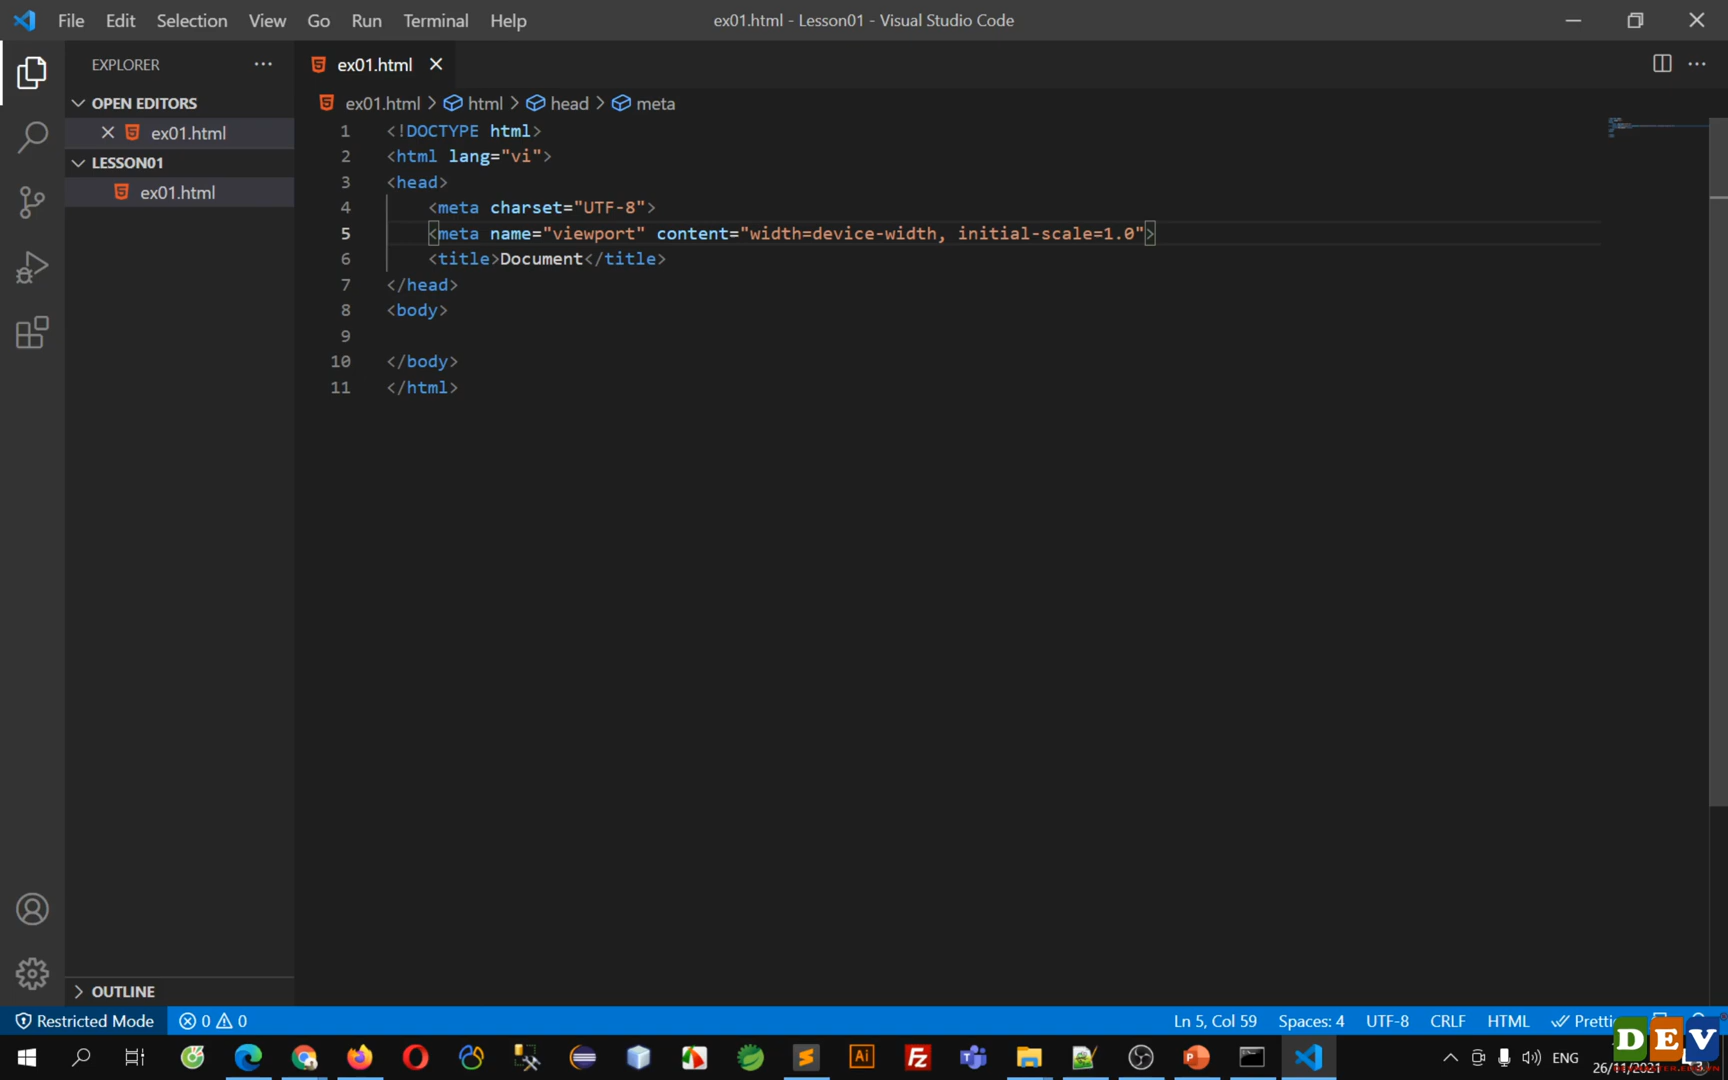 File Edit Selection View Go Run Terminal Help
ex01.html - Lesson01 - Visual Studio Code
EXPLORER
ex01.html
OPEN EDITORS
ex01.html
LESSON01
ex01.html
ex01.html > html > head > meta
1 <!DOCTYPE html>
2 <html lang="vi">
3 <head>
4 <meta charset="UTF-8">
5 <meta name="viewport" content="width=device-width, initial-scale=1.0">
6 <title>Document</title>
7 </head>
8 <body>
9
10 </body>
11 </html>
OUTLINE
Restricted Mode
0 0
Ln 5, Col 59 Spaces: 4 UTF-8 CRLF HTML
DEV
Ai
Fz
ENG
26/11/2021